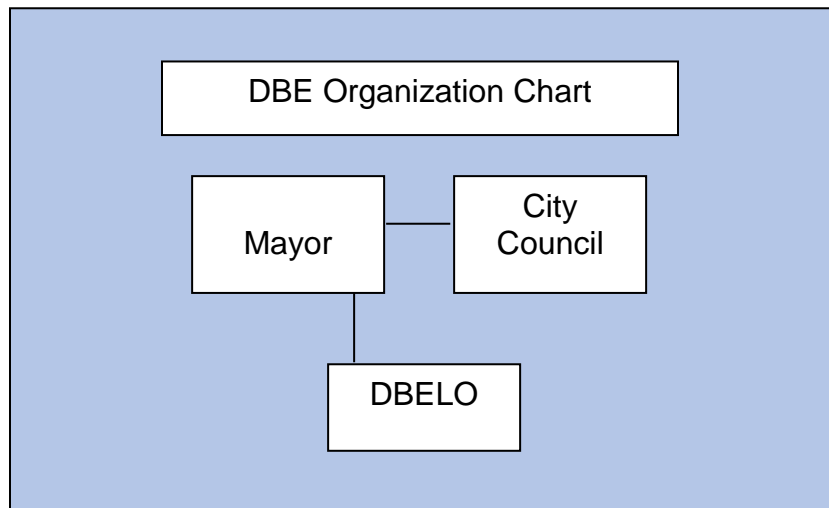 DBE Organization Chart
Mayor
City
Council
DBELO